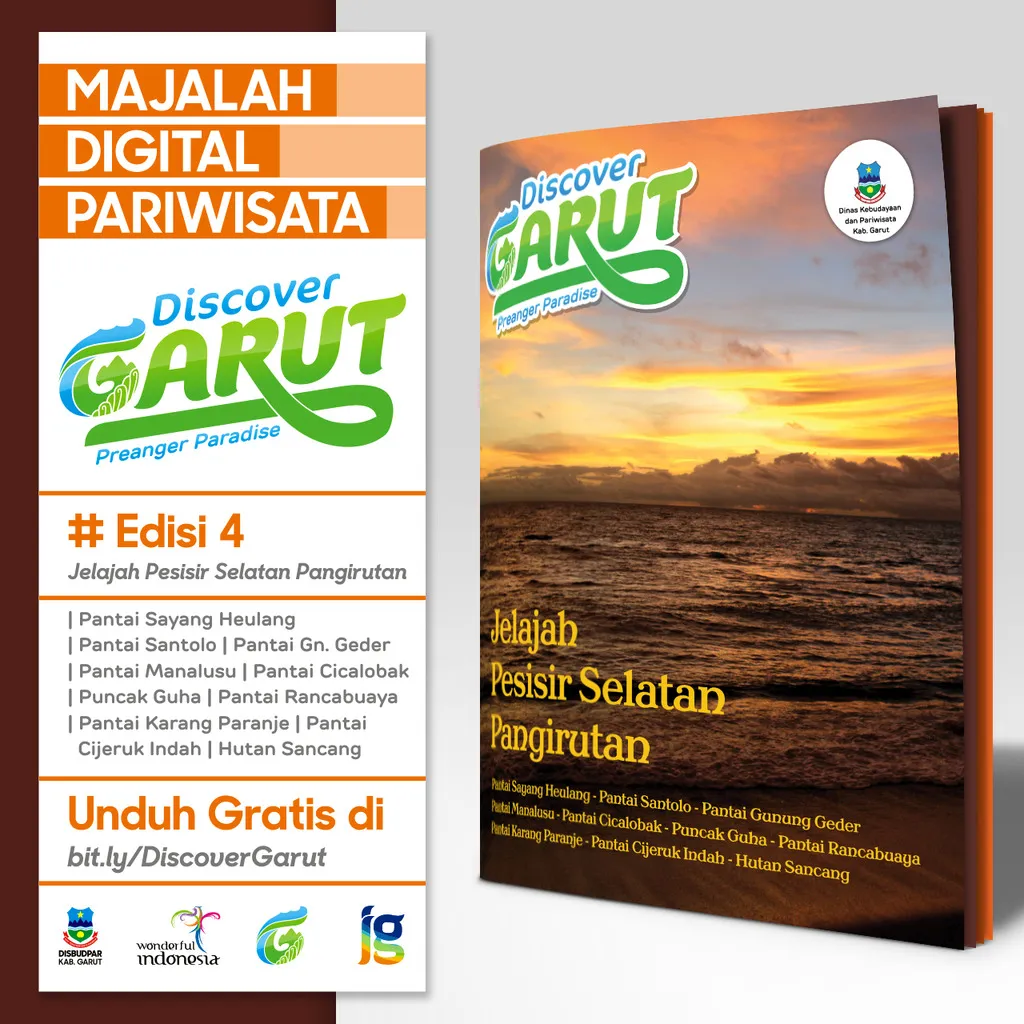 MAJALAH
DIGITAL
PARIWISATA
Discover
GARUT
Preanger Paradise
# Edisi 4
Jelajah Pesisir Selatan Pangirutan
| Pantai Sayang Heulang
| Pantai Santolo | Pantai Gn. Geder
| Pantai Manalusu | Pantai Cicalobak
| Puncak Guha | Pantai Rancabuaya
| Pantai Karang Paranje | Pantai
Cijeruk Indah | Hutan Sancang
Unduh Gratis di
bit.ly/DiscoverGarut
DISBUDPAR
KAB. GARUT
wonderful
indonesia
G
jg
Discover
GARUT
Preanger Paradise
Dinas Kebudayaan
dan Pariwisata
Kab. Garut
Jelajah
Pesisir Selatan
Pangirutan
Pantai Sayang Heulang - Pantai Santolo - Pantai Gunung Geder
Pantai Manalusu - Pantai Cicalobak - Puncak Guha - Pantai Rancabuaya
Pantai Karang Paranje - Pantai Cijeruk Indah - Hutan Sancang